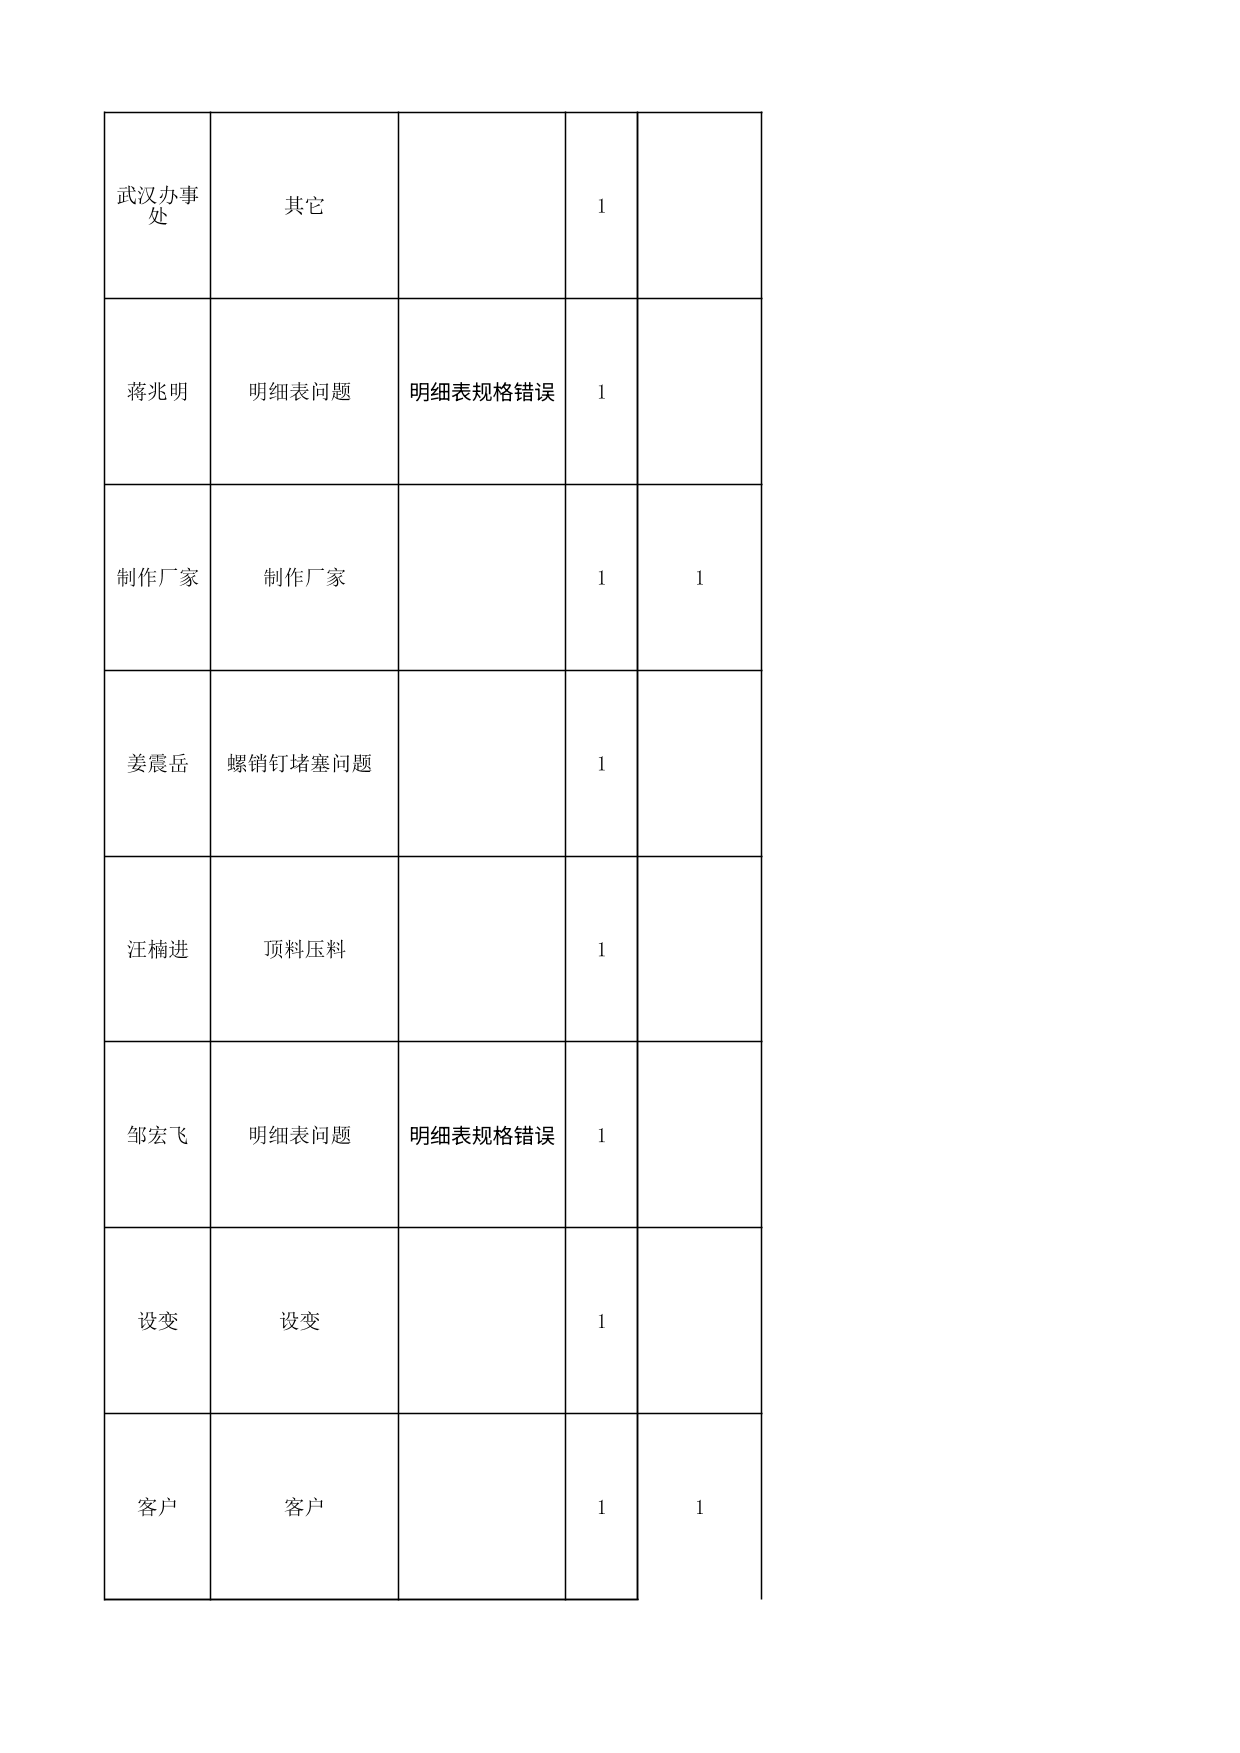 武汉办事
处
其它
1
蒋兆明
明细表问题
明细表规格错误
1
制作厂家
制作厂家
1
1
姜震岳
螺销钉堵塞问题
1
汪楠进
顶料压料
1
邹宏飞
明细表问题
明细表规格错误
1
设变
设变
1
客户
客户
1
1